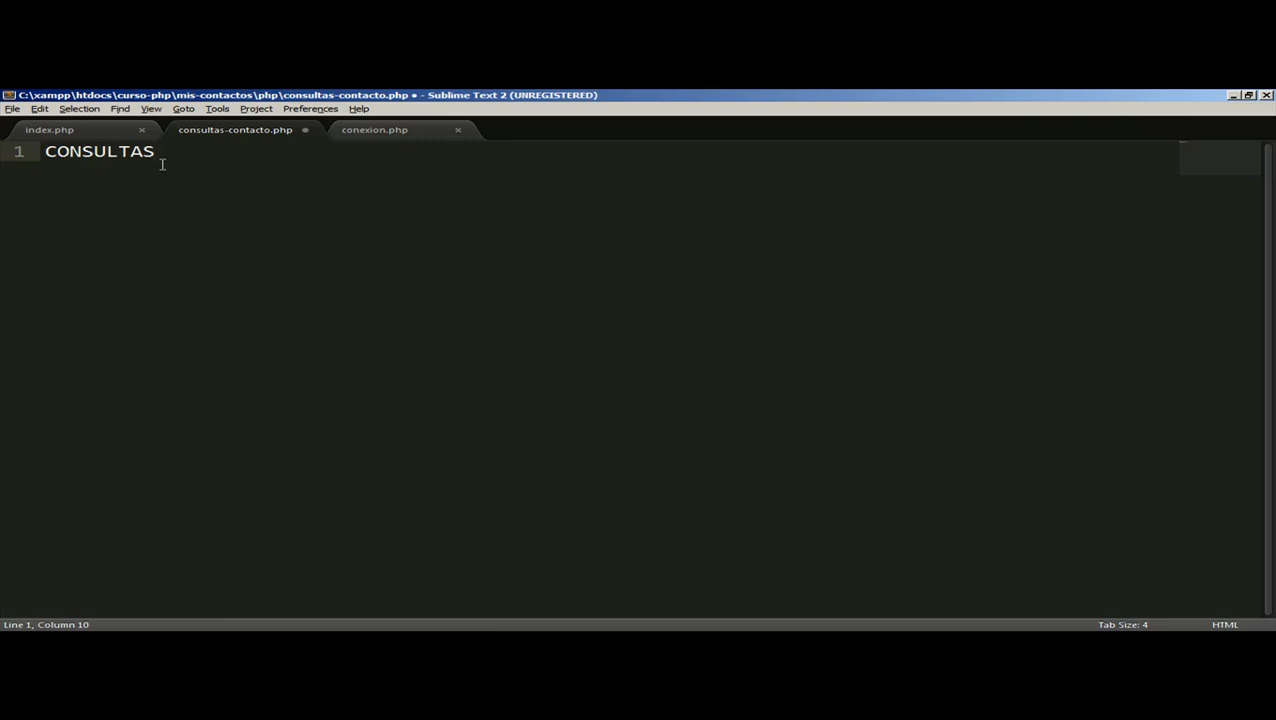 C:\xampp\htdocs\curso-php\mis-contactos\php\consultas-contacto.php • - Sublime Text 2 (UNREGISTERED)
File Edit Selection Find View Goto Tools Project Preferences Help
index.php × consultas-contacto.php conexion.php ×
1 CONSULTAS
Line 1, Column 10 Tab Size: 4 HTML